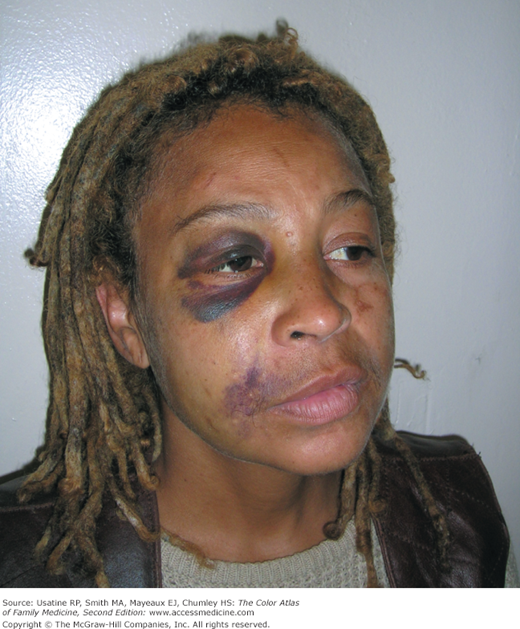 Source: Usatine RP, Smith MA, Mayeaux EJ, Chumley HS: The Color Atlas
of Family Medicine, Second Edition: www.accessmedicine.com
Copyright © The McGraw-Hill Companies, Inc. All rights reserved.